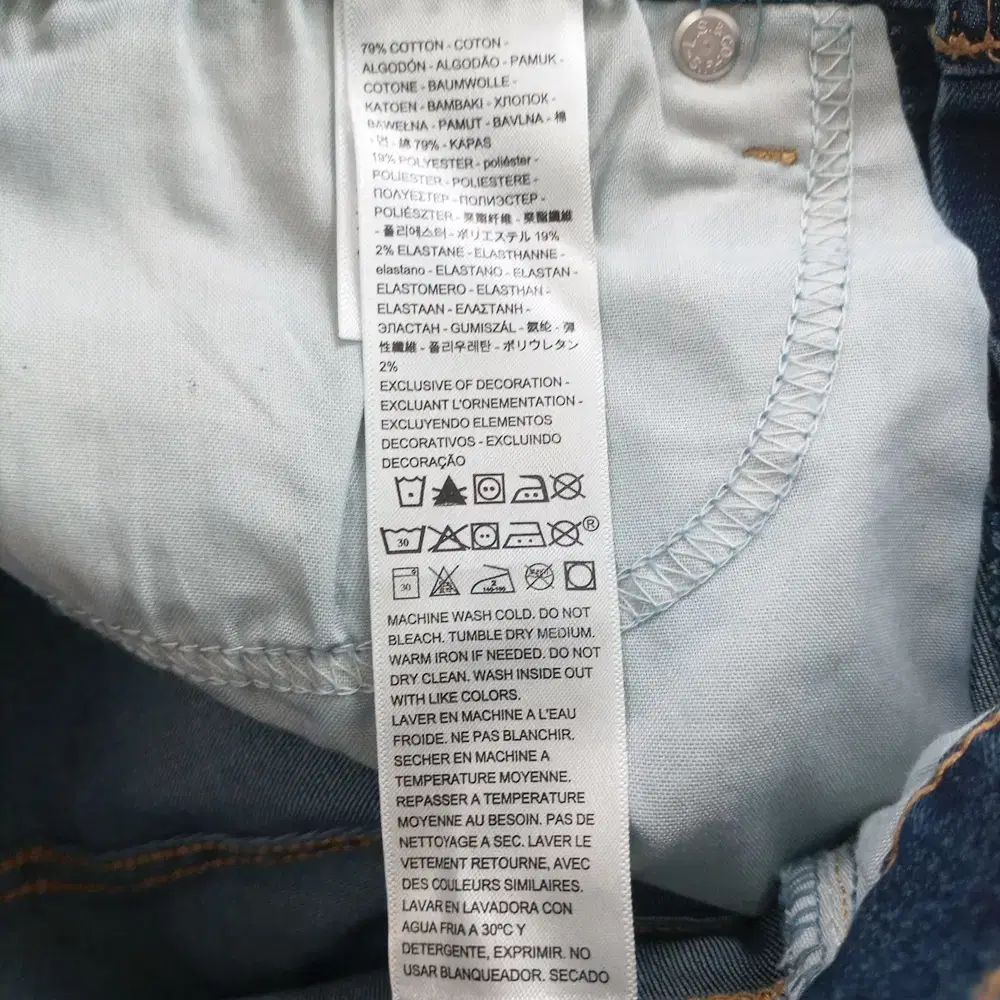 79% COTTON - COTON -
ALGODÓN - ALGODÃO - PAMUK -
COTONE - BAUMWOLLE -
KATOEN - BAMBAKI - ХЛОПОК -
BAWEŁNA - PAMUT - BAVLNA - 棉
- 면 - 綿 79% - KAPAS
19% POLYESTER - poliéster -
POLIESTER - POLIESTERE -
ΠΟΛΥΕΣΤΕΡ - ПОЛИЭСТЕР -
POLIÉSZTER - 聚酯纤维 - 聚酯纖維
- 폴리에스터 - ポリエステル 19%
2% ELASTANE - ELASTHANNE -
elastano - ELASTANO - ELASTAN -
ELASTOMERO - ELASTHAN -
ELASTAAN - ΕΛΑΣΤΑΝΗ -
ЭЛАСТАН - GUMISZÁL - 氨纶 - 彈
性纖維 - 폴리우레탄 - ポリウレタン
2%
EXCLUSIVE OF DECORATION -
EXCLUANT L'ORNEMENTATION -
EXCLUYENDO ELEMENTOS
DECORATIVOS - EXCLUINDO
DECORAÇÃO
30 ®
30
MACHINE WASH COLD. DO NOT
BLEACH. TUMBLE DRY MEDIUM.
WARM IRON IF NEEDED. DO NOT
DRY CLEAN. WASH INSIDE OUT
WITH LIKE COLORS.
LAVER EN MACHINE A L'EAU
FROIDE. NE PAS BLANCHIR.
SECHER EN MACHINE A
TEMPERATURE MOYENNE.
REPASSER A TEMPERATURE
MOYENNE AU BESOIN. PAS DE
NETTOYAGE A SEC. LAVER LE
VETEMENT RETOURNE, AVEC
DES COULEURS SIMILAIRES.
LAVAR EN LAVADORA CON
AGUA FRIA A 30ºC Y
DETERGENTE, EXPRIMIR. NO
USAR BLANQUEADOR. SECADO